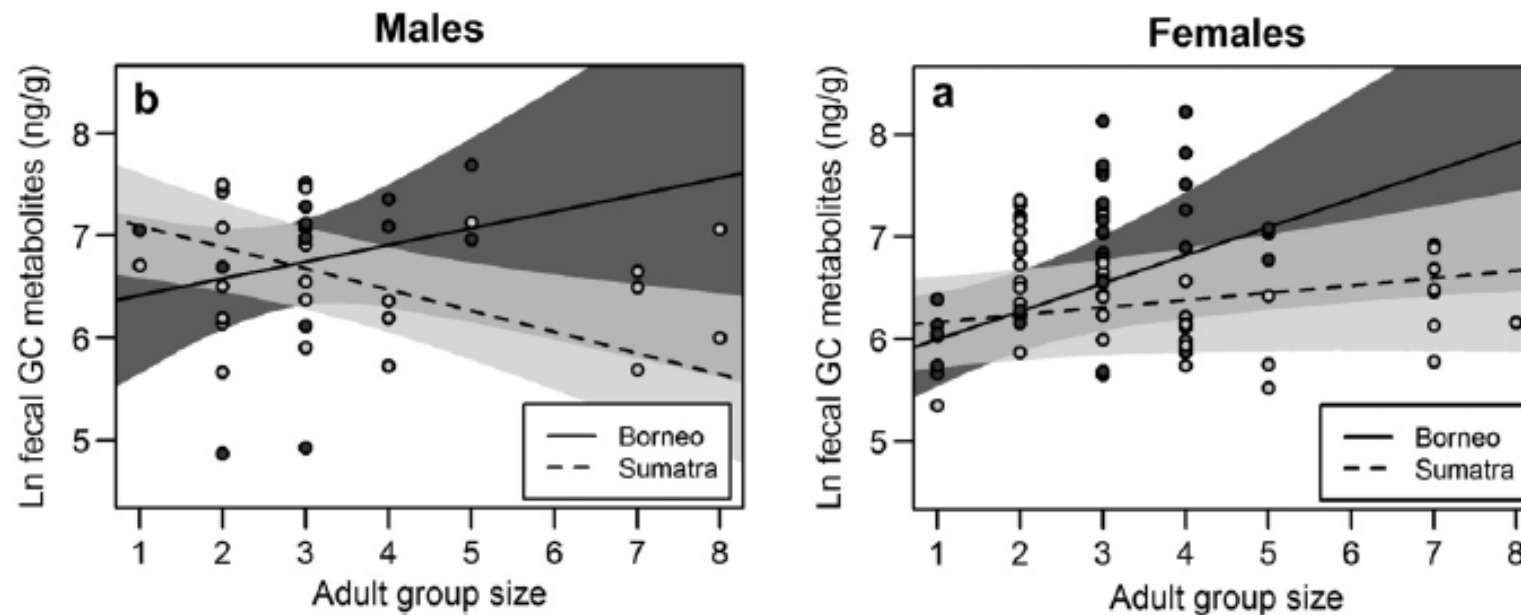 Males
b
Ln fecal GC metabolites (ng/g)
8
7
6
5
Borneo
Sumatra
1 2 3 4 5 6 7 8
Adult group size
Females
a
Ln fecal GC metabolites (ng/g)
8
7
6
5
Borneo
Sumatra
1 2 3 4 5 6 7 8
Adult group size